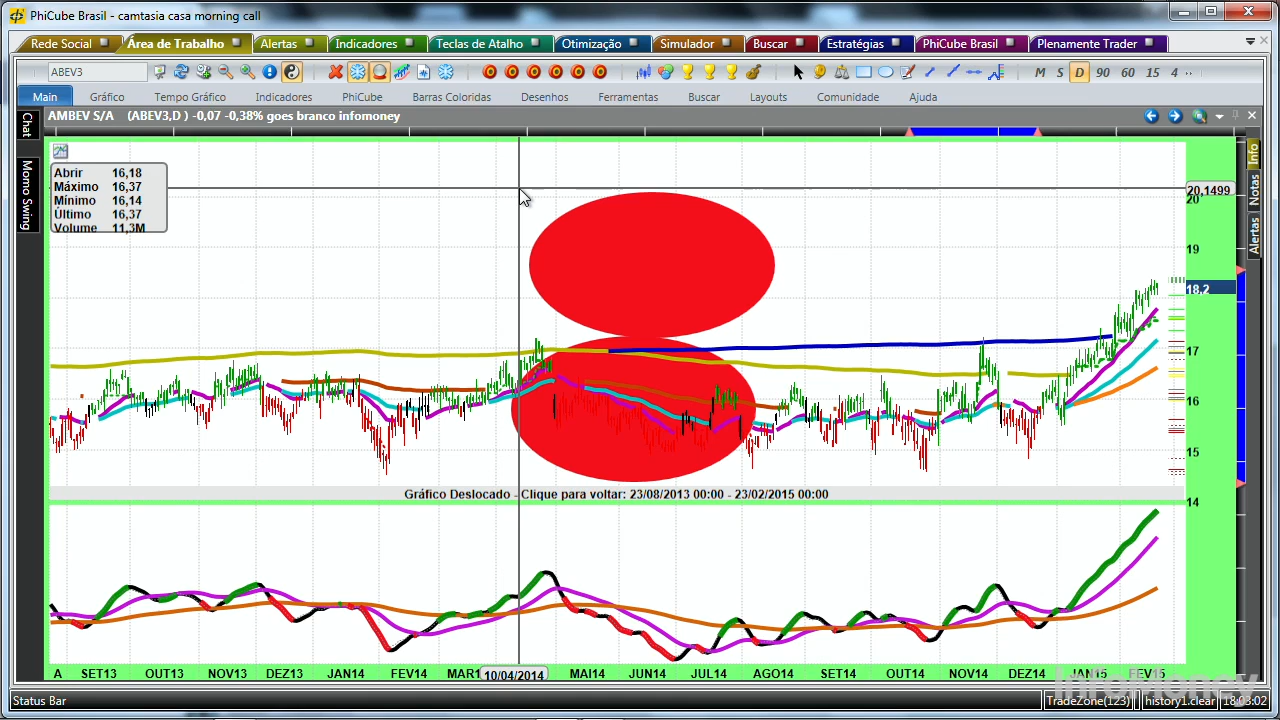 PhiCube Brasil - camtasia casa morning call
Rede Social Área de Trabalho Alertas Indicadores Teclas de Atalho Otimização Simulador Buscar Estratégias PhiCube Brasil Plenamente Trader
ABEV3 M S D 90 60 15 4
Main Gráfico Tempo Gráfico Indicadores PhiCube Barras Coloridas Desenhos Ferramentas Buscar Layouts Comunidade Ajuda
AMBEV S/A (ABEV3,D ) -0,07 -0,38% goes branco infomoney
Chat
Momo Swing
Info
Notas
Alertas
Abrir 16,18
Máximo 16,37
Mínimo 16,14
Último 16,37
Volume 11,3M
20,1499
20
19
18,2
17
16
15
14
Gráfico Deslocado - Clique para voltar: 23/08/2013 00:00 - 23/02/2015 00:00
A SET13 OUT13 NOV13 DEZ13 JAN14 FEV14 MAR1 10/04/2014 MAI14 JUN14 JUL14 AGO14 SET14 OUT14 NOV14 DEZ14 JAN15 FEV15
InfoMoney
Status Bar TradeZone(123) history1.clear 18:03:02